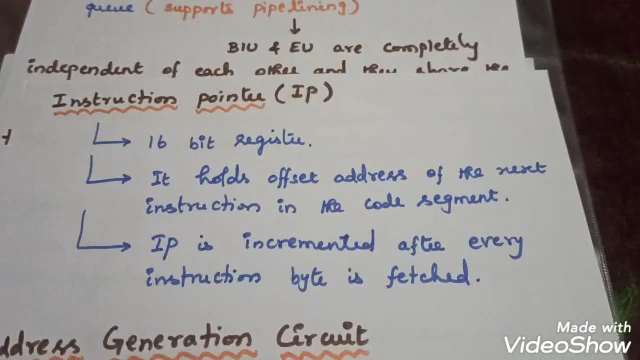 queue (supports pipelining)
↓
BIU & EU are completely
independent of each other and they
Instruction pointer (IP)
→ 16 bit register.
→ It holds offset address of the next
instruction in the code segment.
→ IP is incremented after every
instruction byte is fetched.
ddress Generation Circuit
Made with
VideoShow